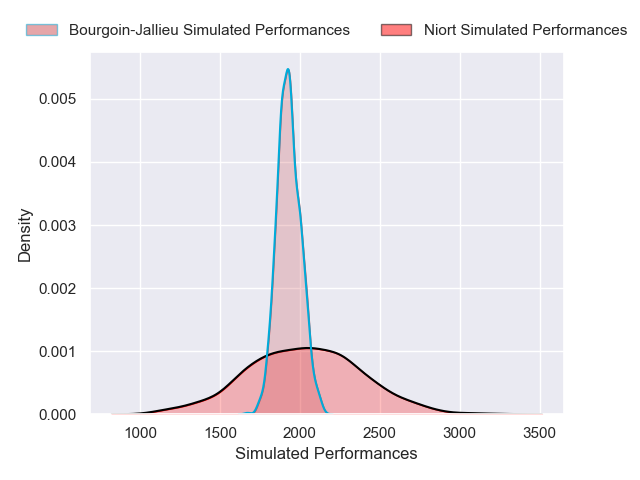 Bourgoin-Jallieu Simulated Performances
Niort Simulated Performances
0.005
0.004
0.003
0.002
0.001
0.000
Density
1000 1500 2000 2500 3000 3500
Simulated Performances